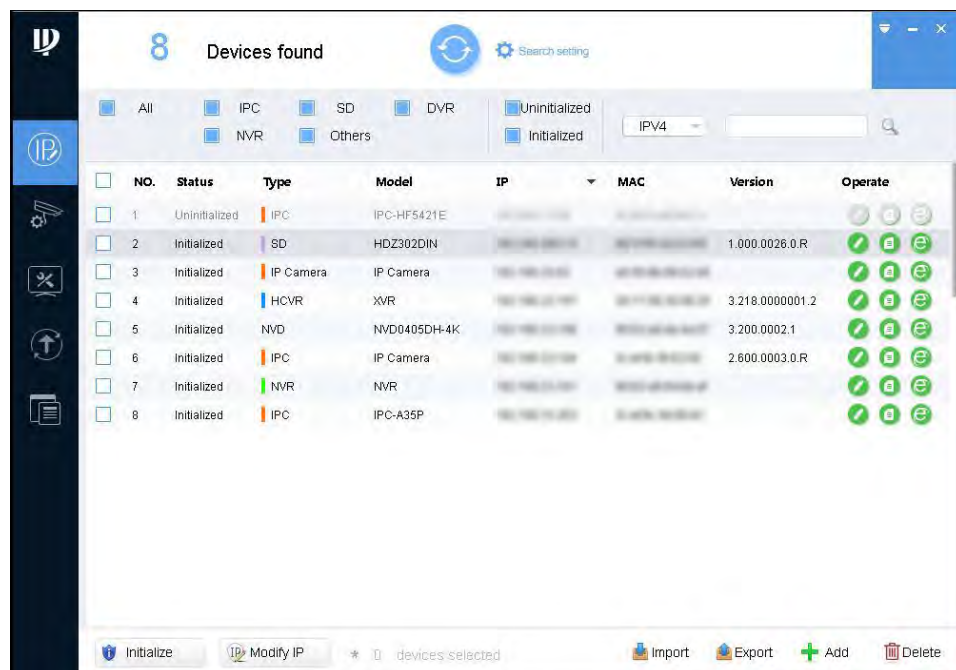 8 Devices found Search setting
All IPC SD DVR Uninitialized
NVR Others Initialized IPV4
NO. Status Type Model IP MAC Version Operate
1 Uninitialized IPC IPC-HF5421E
2 Initialized SD HDZ302DIN 1.000.0026.0.R
3 Initialized IP Camera IP Camera
4 Initialized HCVR XVR 3.218.0000001.2
5 Initialized NVD NVD0405DH-4K 3.200.0002.1
6 Initialized IPC IP Camera 2.600.0003.0.R
7 Initialized NVR NVR
8 Initialized IPC IPC-A35P
Initialize IP Modify IP * 0 devices selected Import Export Add Delete